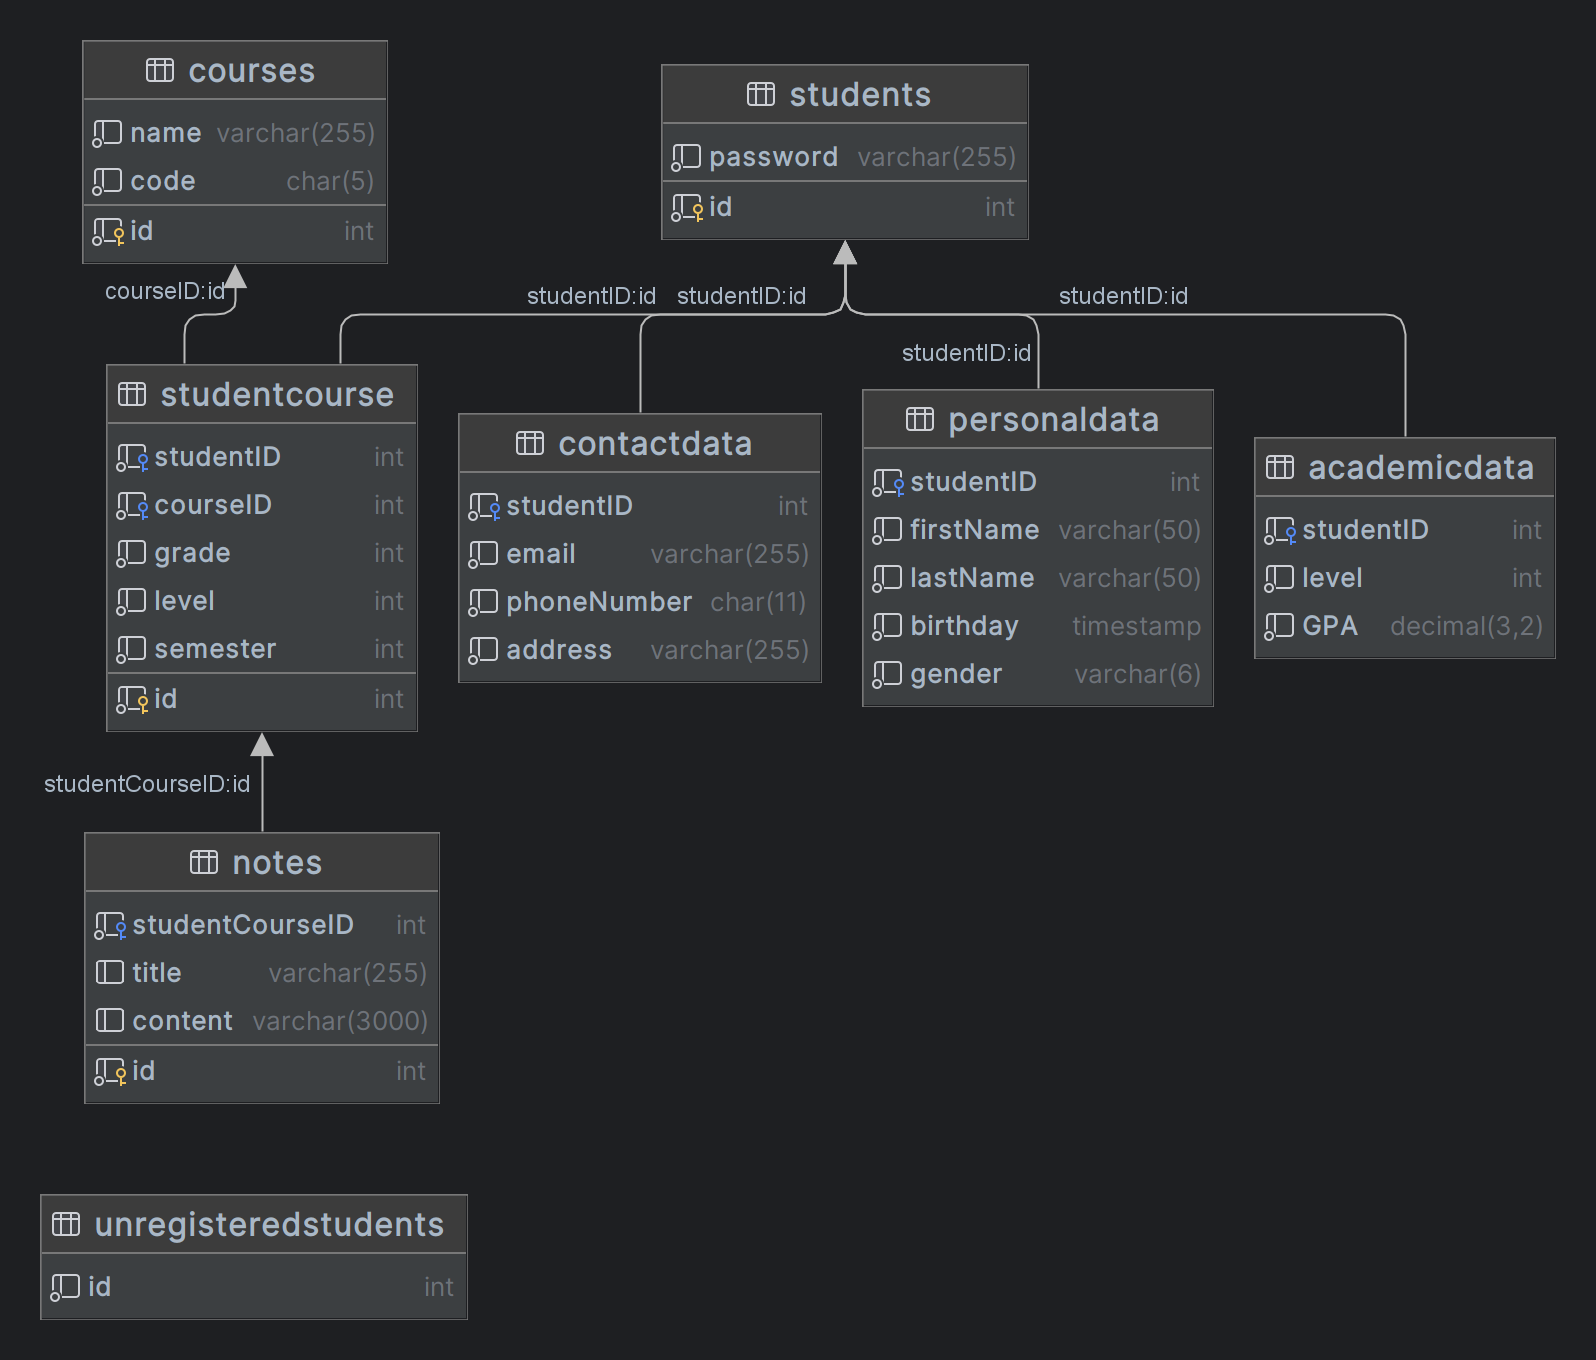 courses
name varchar(255)
code char(5)
id int
students
password varchar(255)
id int
courseID:id
studentID:id
studentID:id
studentID:id
studentID:id
studentcourse
studentID int
courseID int
grade int
level int
semester int
id int
contactdata
studentID int
email varchar(255)
phoneNumber char(11)
address varchar(255)
personaldata
studentID int
firstName varchar(50)
lastName varchar(50)
birthday timestamp
gender varchar(6)
academicdata
studentID int
level int
GPA decimal(3,2)
studentCourseID:id
notes
studentCourseID int
title varchar(255)
content varchar(3000)
id int
unregisteredstudents
id int